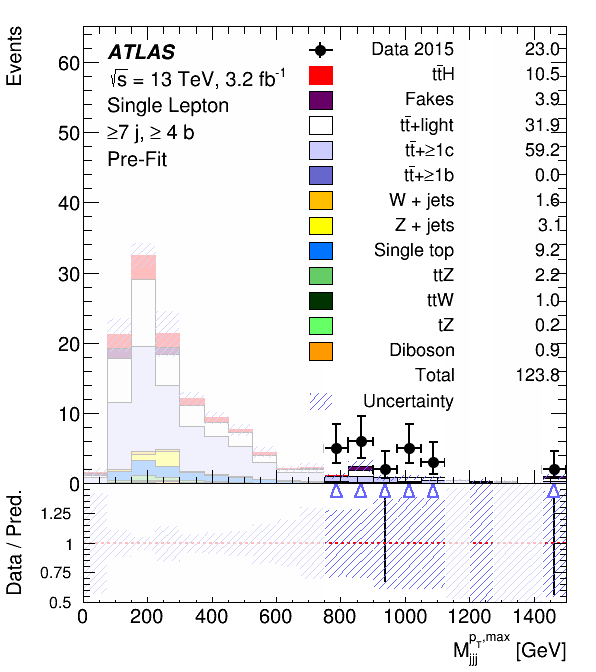 Events
ATLAS
√s = 13 TeV, 3.2 fb⁻¹
Single Lepton
≥7 j, ≥ 4 b
Pre-Fit
Data 2015 23.0
tt̄H 10.5
Fakes 3.9
tt̄+light 31.9
tt̄+≥1c 59.2
tt̄+≥1b 0.0
W + jets 1.6
Z + jets 3.1
Single top 9.2
ttZ 2.2
ttW 1.0
tZ 0.2
Diboson 0.9
Total 123.8
Uncertainty
60
50
40
30
20
10
0
Data / Pred.
1.25
1
0.75
0.5
0 200 400 600 800 1000 1200 1400
M_jjj^{p_T,max} [GeV]